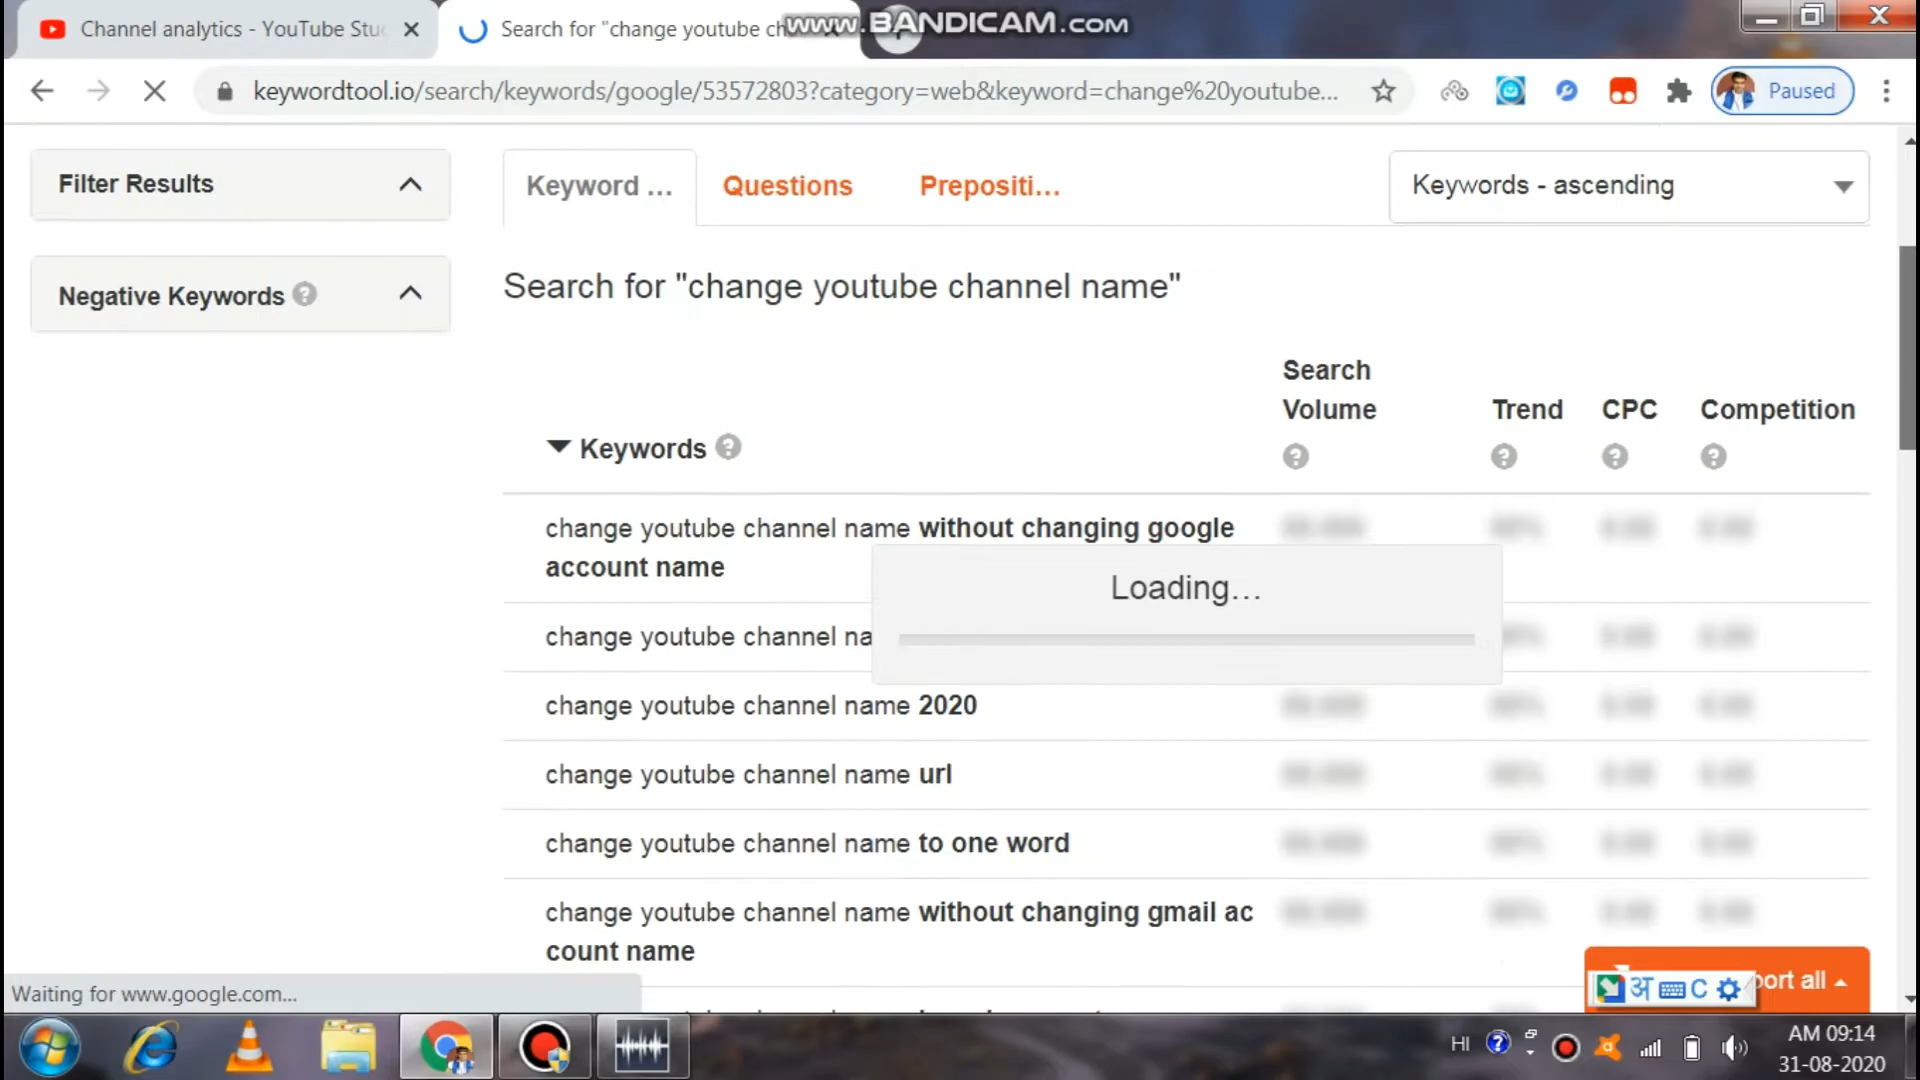 Channel analytics - YouTube Stu
Search for "change youtube ch
www.BANDICAM.com
keywordtool.io/search/keywords/google/53572803?category=web&keyword=change%20youtube...
Paused
Filter Results
Negative Keywords
Keyword ...
Questions
Prepositi...
Keywords - ascending
Search for "change youtube channel name"
Keywords
Search
Volume
Trend
CPC
Competition
change youtube channel name without changing google
account name
Loading...
change youtube channel na
change youtube channel name 2020
change youtube channel name url
change youtube channel name to one word
change youtube channel name without changing gmail ac
count name
port all
अ
C
Waiting for www.google.com...
HI
AM 09:14
31-08-2020